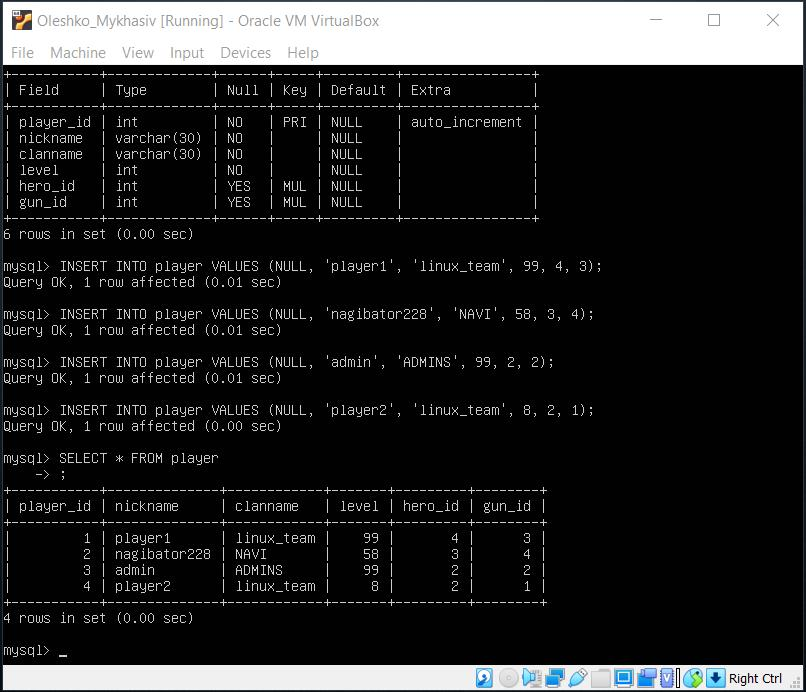 Oleshko_Mykhasiv [Running] - Oracle VM VirtualBox
File Machine View Input Devices Help
+-----------+-------------+------+-----+---------+----------------+
| Field | Type | Null | Key | Default | Extra |
+-----------+-------------+------+-----+---------+----------------+
| player_id | int | NO | PRI | NULL | auto_increment |
| nickname | varchar(30) | NO | | NULL | |
| clanname | varchar(30) | NO | | NULL | |
| level | int | NO | | NULL | |
| hero_id | int | YES | MUL | NULL | |
| gun_id | int | YES | MUL | NULL | |
+-----------+-------------+------+-----+---------+----------------+
6 rows in set (0.00 sec)
mysql> INSERT INTO player VALUES (NULL, 'player1', 'linux_team', 99, 4, 3);
Query OK, 1 row affected (0.01 sec)
mysql> INSERT INTO player VALUES (NULL, 'nagibator228', 'NAVI', 58, 3, 4);
Query OK, 1 row affected (0.01 sec)
mysql> INSERT INTO player VALUES (NULL, 'admin', 'ADMINS', 99, 2, 2);
Query OK, 1 row affected (0.01 sec)
mysql> INSERT INTO player VALUES (NULL, 'player2', 'linux_team', 8, 2, 1);
Query OK, 1 row affected (0.00 sec)
mysql> SELECT * FROM player
-> ;
+-----------+--------------+------------+-------+---------+--------+
| player_id | nickname | clanname | level | hero_id | gun_id |
+-----------+--------------+------------+-------+---------+--------+
| 1 | player1 | linux_team | 99 | 4 | 3 |
| 2 | nagibator228 | NAVI | 58 | 3 | 4 |
| 3 | admin | ADMINS | 99 | 2 | 2 |
| 4 | player2 | linux_team | 8 | 2 | 1 |
+-----------+--------------+------------+-------+---------+--------+
4 rows in set (0.00 sec)
mysql> _
Right Ctrl